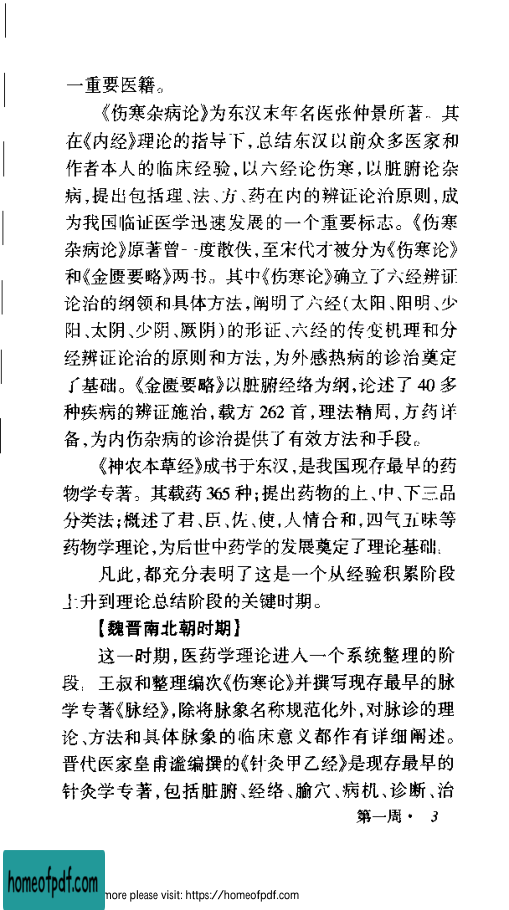 一重要医籍。
《伤寒杂病论》为东汉末年名医张仲景所著。其
在《内经》理论的指导下,总结东汉以前众多医家和
作者本人的临床经验,以六经论伤寒,以脏腑论杂
病,提出包括理、法、方、药在内的辨证论治原则,成
为我国临证医学迅速发展的一个重要标志。《伤寒
杂病论》原著曾一度散佚,至宋代才被分为《伤寒论》
和《金匮要略》两书。其中《伤寒论》确立了六经辨证
论治的纲领和具体方法,阐明了六经(太阳、阳明、少
阳、太阴、少阴、厥阴)的形证、六经的传变机理和分
经辨证论治的原则和方法,为外感热病的诊治奠定
了基础。《金匮要略》以脏腑经络为纲,论述了 40 多
种疾病的辨证施治,载方 262 首,理法精周,方药详
备,为内伤杂病的诊治提供了有效方法和手段。
《神农本草经》成书于东汉,是我国现存最早的药
物学专著。其载药 365 种;提出药物的上、中、下三品
分类法;概述了君、臣、佐、使,人情合和,四气五味等
药物学理论,为后世中药学的发展奠定了理论基础。
凡此,都充分表明了这是一个从经验积累阶段
上升到理论总结阶段的关键时期。
【魏晋南北朝时期】
这一时期,医药学理论进入一个系统整理的阶
段。王叔和整理编次《伤寒论》并撰写现存最早的脉
学专著《脉经》,除将脉象名称规范化外,对脉诊的理
论、方法和具体脉象的临床意义都作有详细阐述。
晋代医家皇甫谧编撰的《针灸甲乙经》是现存最早的
针灸学专著,包括脏腑、经络、腧穴、病机、诊断、治
第一周· 3
homeofpdf.com
more please visit: https://homeofpdf.com